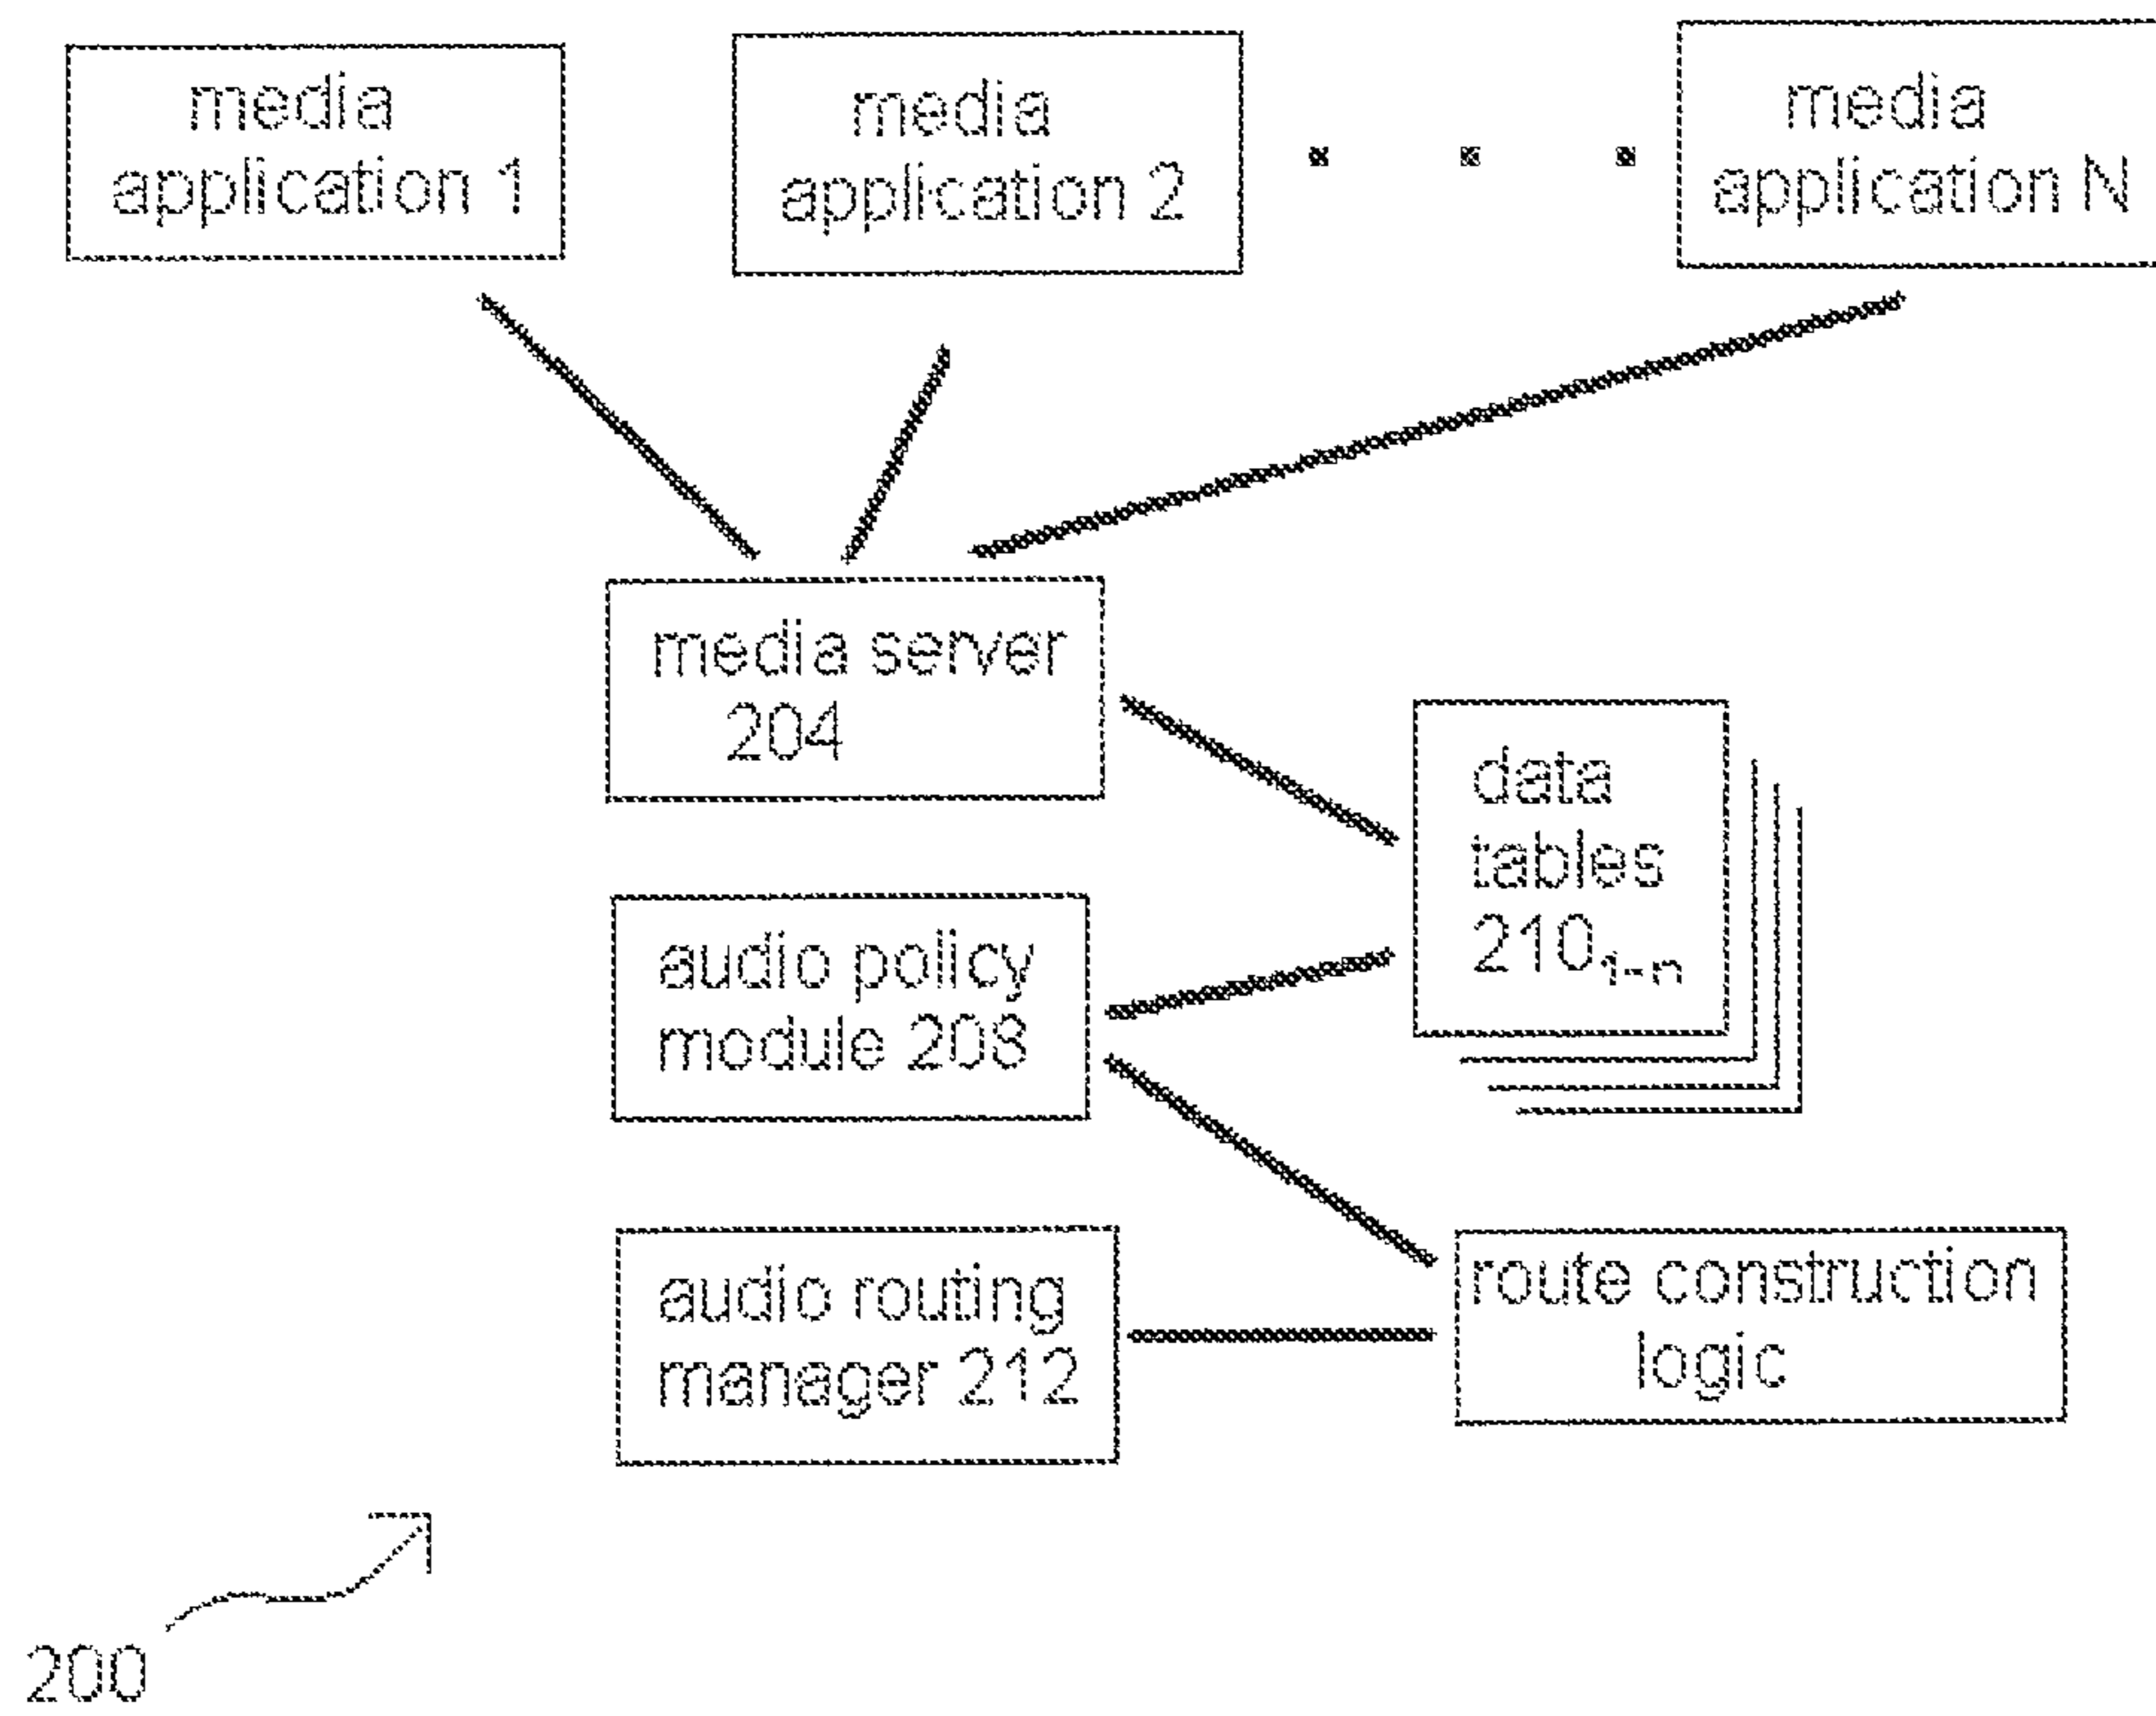 media
application 1
media
application 2
media
application N
media server
204
data
tables
210₁₋ₙ
audio policy
module 208
audio routing
manager 212
route construction
logic
200